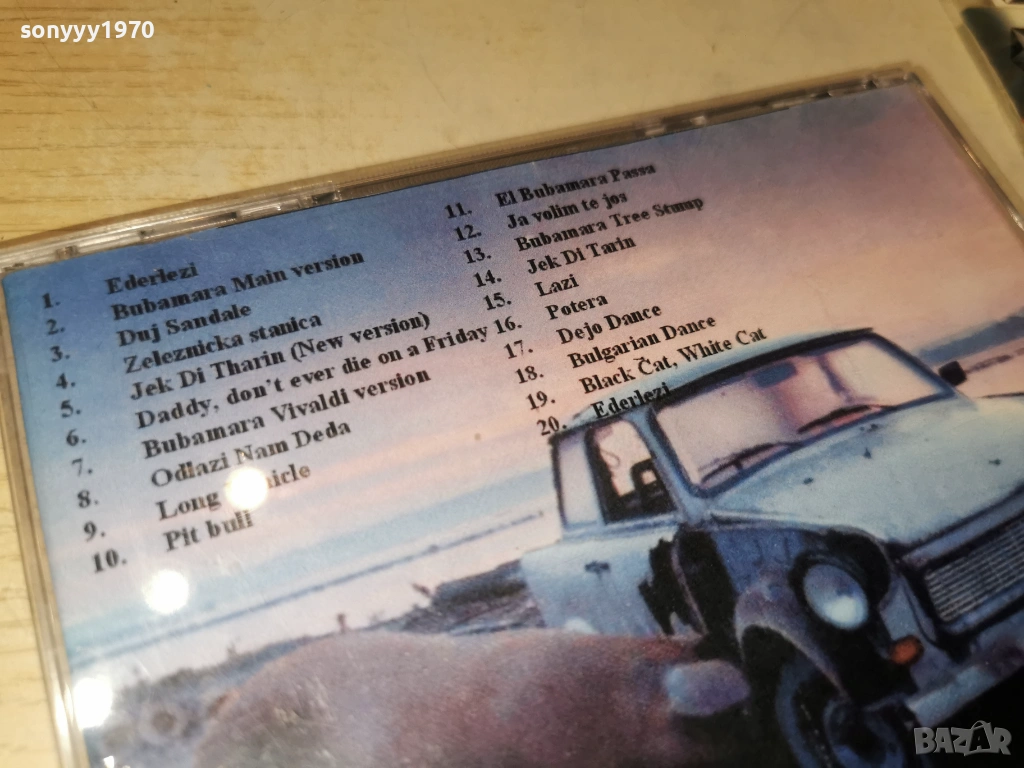 sonyyy1970
1. Ederlezi
2. Bubamara Main version
3. Duj Sandale
4. Zeleznicka stanica
5. Jek Di Tharin (New version)
6. Daddy, don't ever die on a Friday
7. Bubamara Vivaldi version
8. Odlazi Nam Deda
9. Long
10. Pit bull
11. El Bubamara Passa
12. Ja volim te jos
13. Bubamara Tree Stump
14. Jek Di Tarin
15. Lazi
16. Potera
17. Dejo Dance
18. Bulgarian Dance
19. Black Čat, White Cat
20. Ederlezi
BAZAR